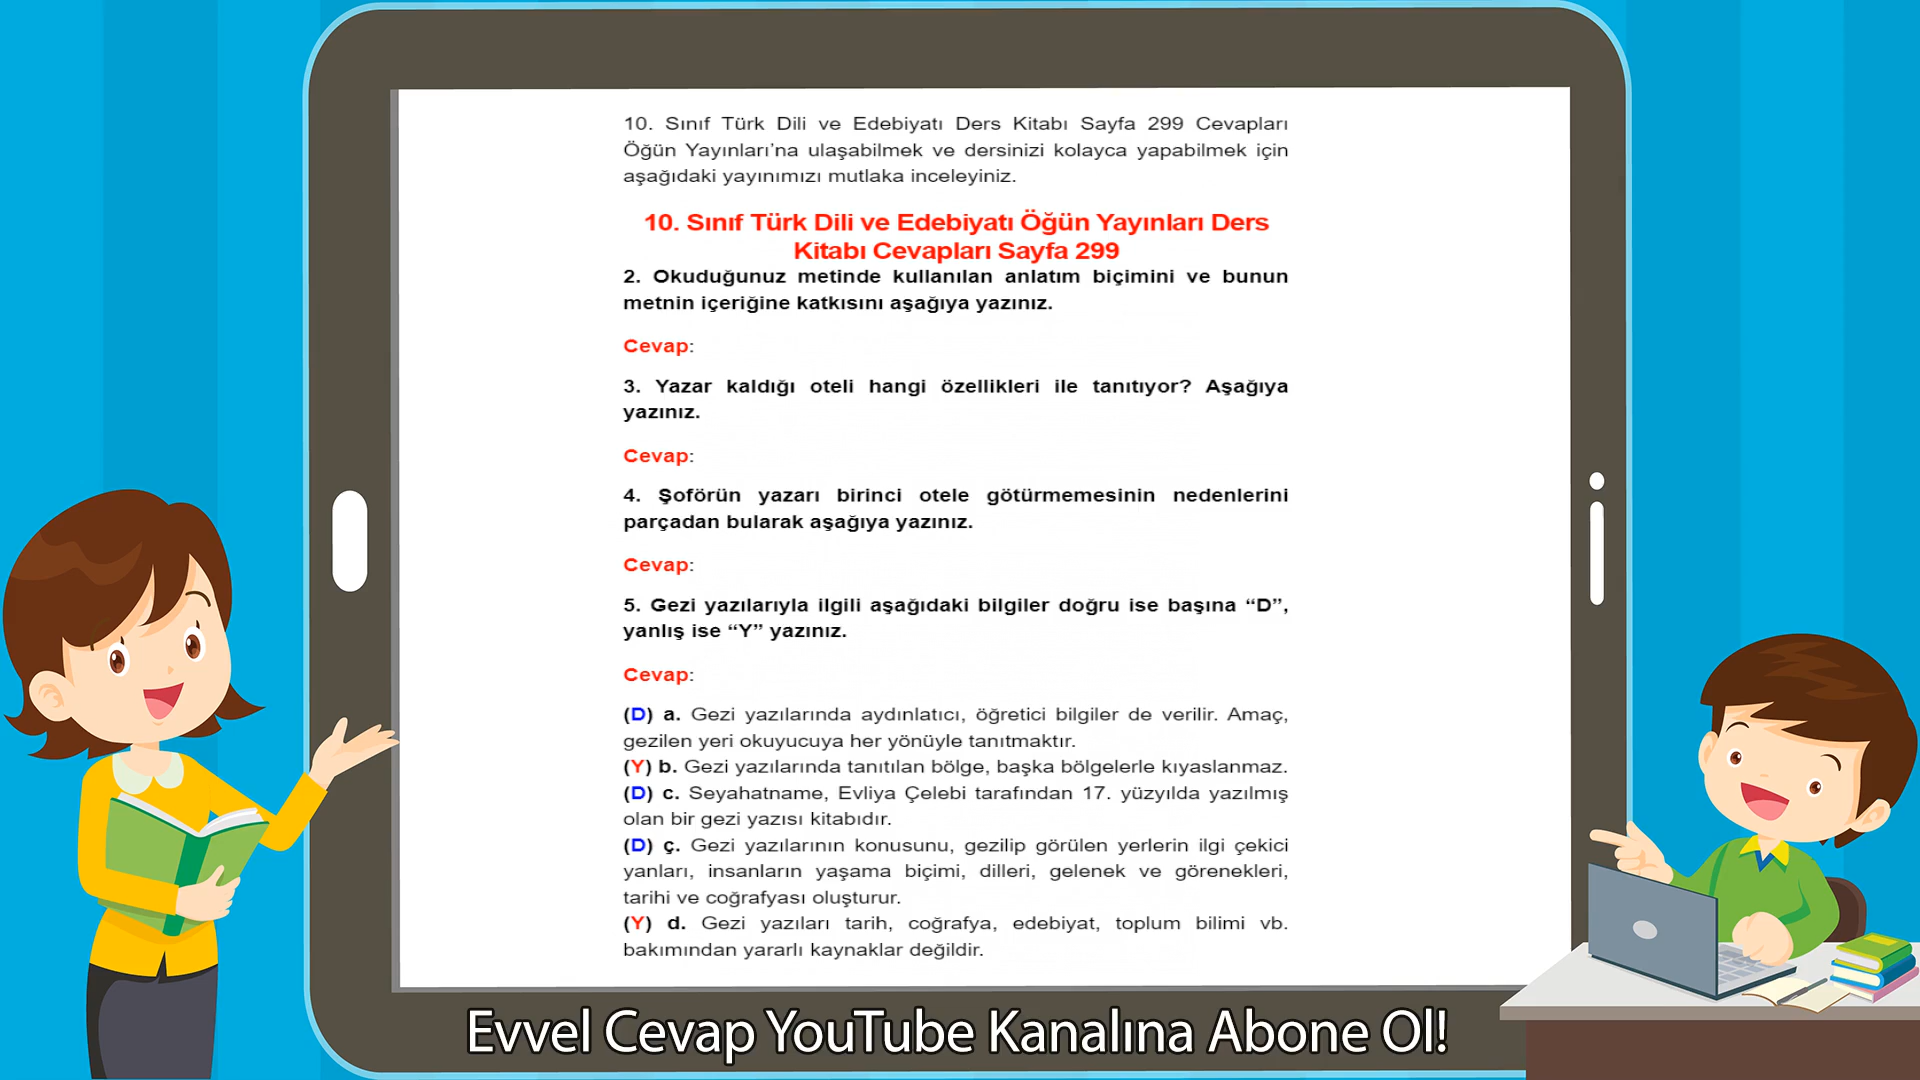 10. Sınıf Türk Dili ve Edebiyatı Ders Kitabı Sayfa 299 Cevapları
Öğün Yayınları’na ulaşabilmek ve dersinizi kolayca yapabilmek için
aşağıdaki yayınımızı mutlaka inceleyiniz.
10. Sınıf Türk Dili ve Edebiyatı Öğün Yayınları Ders
Kitabı Cevapları Sayfa 299
2. Okuduğunuz metinde kullanılan anlatım biçimini ve bunun
metnin içeriğine katkısını aşağıya yazınız.
Cevap:
3. Yazar kaldığı oteli hangi özellikleri ile tanıtıyor? Aşağıya
yazınız.
Cevap:
4. Şoförün yazarı birinci otele götürmemesinin nedenlerini
parçadan bularak aşağıya yazınız.
Cevap:
5. Gezi yazılarıyla ilgili aşağıdaki bilgiler doğru ise başına “D”,
yanlış ise “Y” yazınız.
Cevap:
(D) a. Gezi yazılarında aydınlatıcı, öğretici bilgiler de verilir. Amaç,
gezilen yeri okuyucuya her yönüyle tanıtmaktır.
(Y) b. Gezi yazılarında tanıtılan bölge, başka bölgelerle kıyaslanmaz.
(D) c. Seyahatname, Evliya Çelebi tarafından 17. yüzyılda yazılmış
olan bir gezi yazısı kitabıdır.
(D) ç. Gezi yazılarının konusunu, gezilip görülen yerlerin ilgi çekici
yanları, insanların yaşama biçimi, dilleri, gelenek ve görenekleri,
tarihi ve coğrafyası oluşturur.
(Y) d. Gezi yazıları tarih, coğrafya, edebiyat, toplum bilimi vb.
bakımından yararlı kaynaklar değildir.
Evvel Cevap YouTube Kanalına Abone Ol!